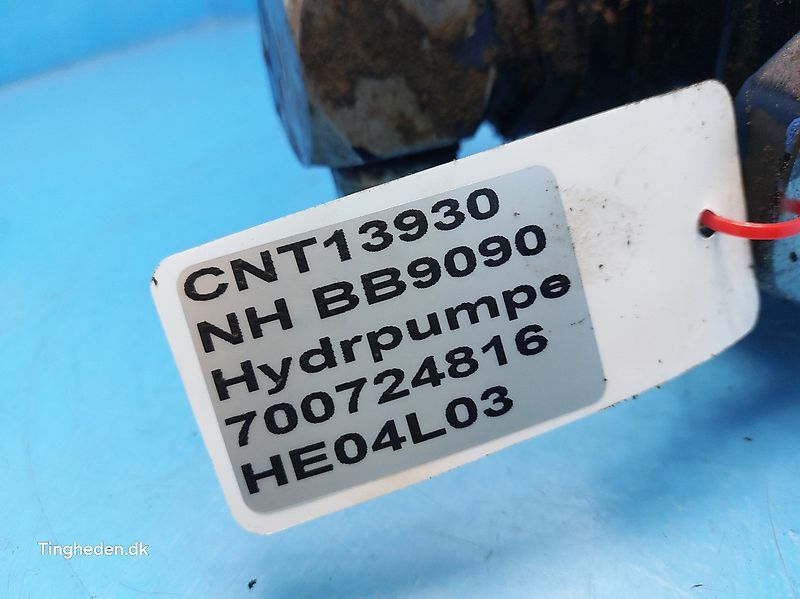 CNT13930
NH BB9090
Hydrpumpe
700724816
HE04L03
Tingheden.dk